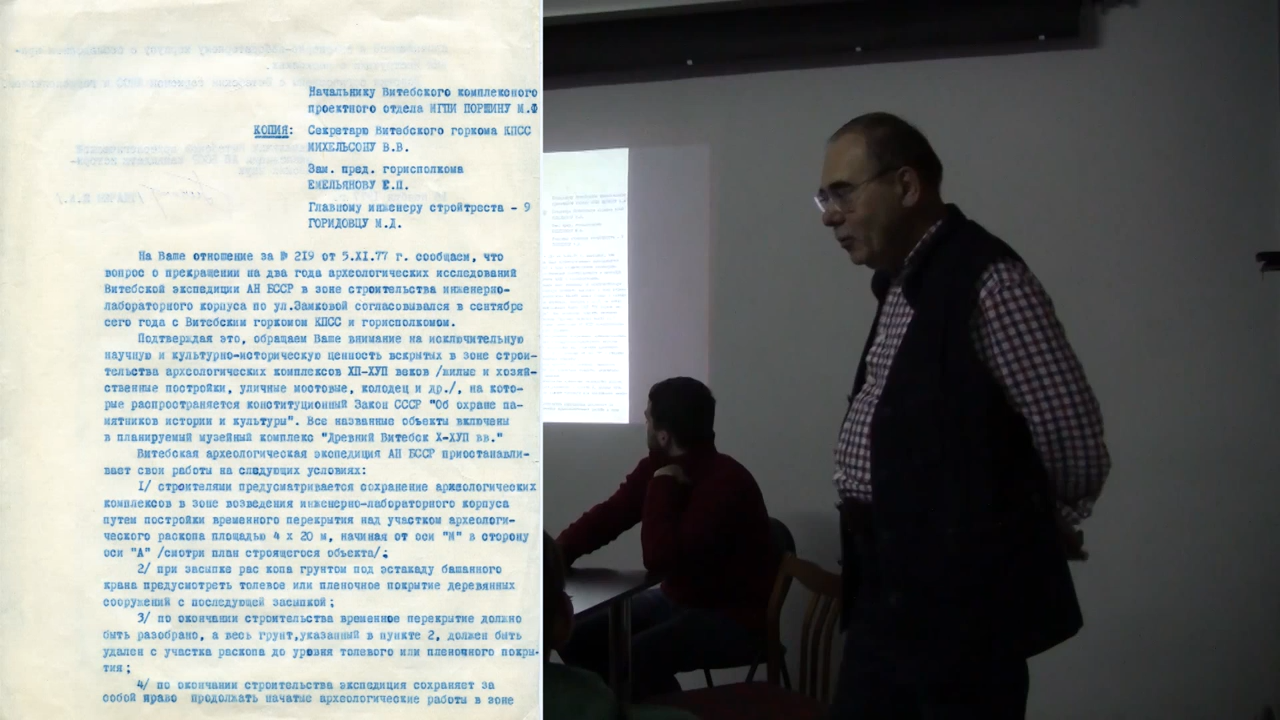 Начальнику Витебского комплексного
проектного отдела ИГПИ ПОРШИНУ М.Ф
КОПИЯ: Секретарю Витебского горкома КПСС
МИХЕЛЬСОНУ В.В.
Зам. пред. горисполкома
ЕМЕЛЬЯНОВУ Е.П.
Главному инженеру стройтреста - 9
ГОРИДОВЦУ М.Д.
На Ваше отношение за № 219 от 5.XI.77 г. сообщаем, что
вопрос о прекращении на два года археологических исследований
Витебской экспедиции АН БССР в зоне строительства инженерно-
лабораторного корпуса по ул.Замковой согласовывался в сентябре
сего года с Витебским горкомом КПСС и горисполкомом.
Подтверждая это, обращаем Ваше внимание на исключительную
научную и культурно-историческую ценность вскрытых в зоне строи-
тельства археологических комплексов ХП-ХУП веков /жилые и хозяй-
ственные постройки, уличные мостовые, колодец и др./, на кото-
рые распространяется конституционный Закон СССР "Об охране па-
мятников истории и культуры". Все названные объекты включены
в планируемый музейный комплекс "Древний Витебск Х-ХУП вв."
Витебская археологическая экспедиция АН БССР приостанавли-
вает свои работы на следующих условиях:
1/ строителями предусматривается сохранение археологических
комплексов в зоне возведения инженерно-лабораторного корпуса
путем постройки временного перекрытия над участком археологи-
ческого раскопа площадью 4 х 20 м, начиная от оси "И" в сторону
оси "А" /смотри план строящегося объекта/;
2/ при засыпке рас копа грунтом под эстакаду башанного
крана предусмотреть толевое или пленочное покрытие деревянных
сооружений с последующей засыпкой;
3/ по окончании строительства временное перекрытие должно
быть разобрано, а весь грунт,указанный в пункте 2, должен быть
удален с участка раскопа до уровня толевого или пленочного покры-
тия;
4/ по окончании строительства экспедиция сохраняет за
собой право продолжать начатые археологические работы в зоне